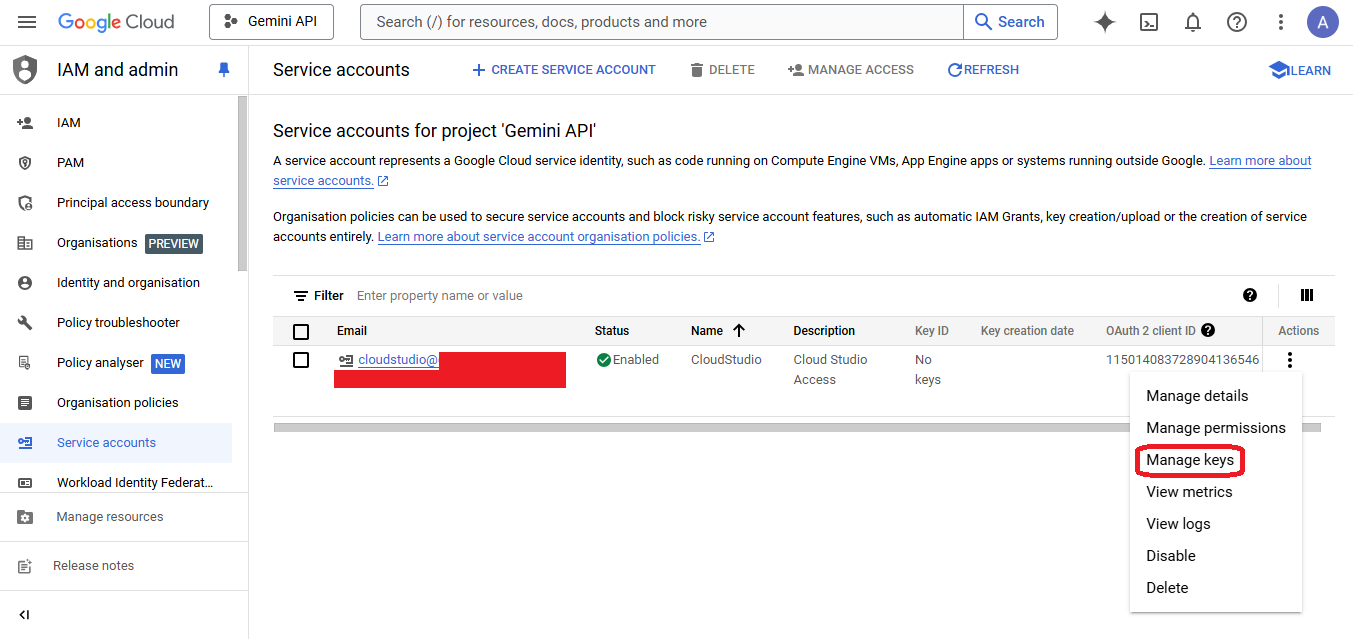 Google Cloud
Gemini API
Search (/) for resources, docs, products and more
Search
A
IAM and admin
Service accounts
CREATE SERVICE ACCOUNT
DELETE
MANAGE ACCESS
REFRESH
LEARN
IAM
PAM
Principal access boundary
Organisations PREVIEW
Identity and organisation
Policy troubleshooter
Policy analyser NEW
Organisation policies
Service accounts
Workload Identity Federat...
Manage resources
Release notes
Service accounts for project 'Gemini API'
A service account represents a Google Cloud service identity, such as code running on Compute Engine VMs, App Engine apps or systems running outside Google. Learn more about
service accounts.
Organisation policies can be used to secure service accounts and block risky service account features, such as automatic IAM Grants, key creation/upload or the creation of service
accounts entirely. Learn more about service account organisation policies.
Filter Enter property name or value
Email Status Name Description Key ID Key creation date OAuth 2 client ID Actions
cloudstudio@ Enabled CloudStudio Cloud Studio No 115014083728904136546
Access keys
Manage details
Manage permissions
Manage keys
View metrics
View logs
Disable
Delete